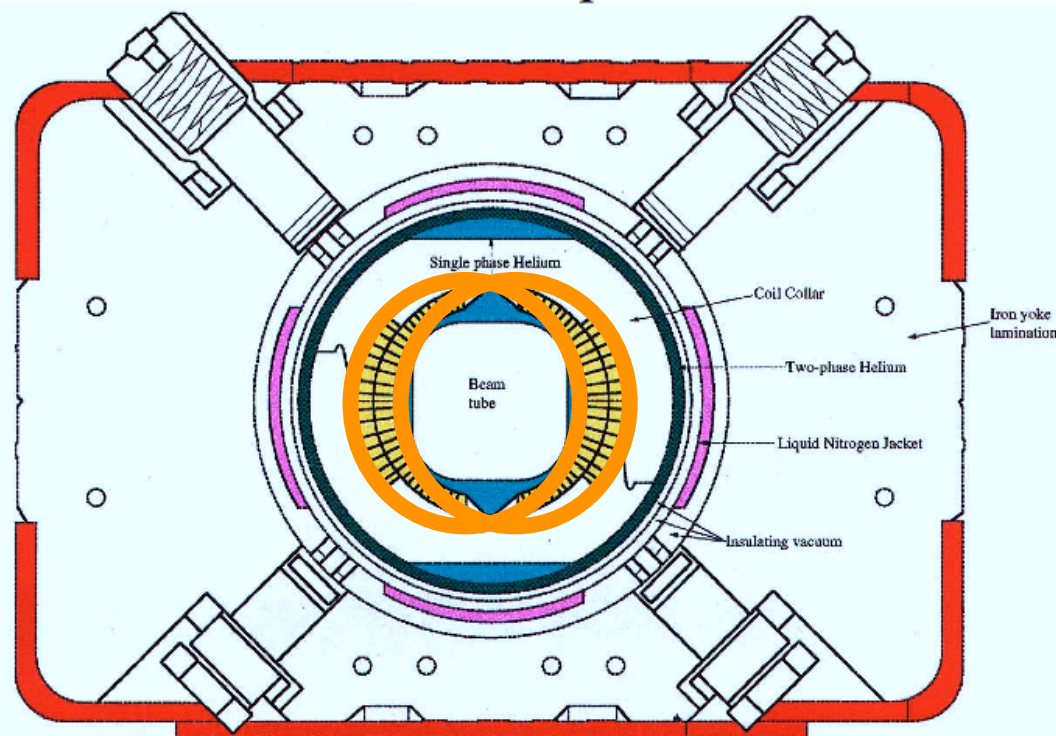 Single phase Helium
Coil Collar
Iron yoke
lamination
Two-phase Helium
Beam
tube
Liquid Nitrogen Jacket
Insulating vacuum